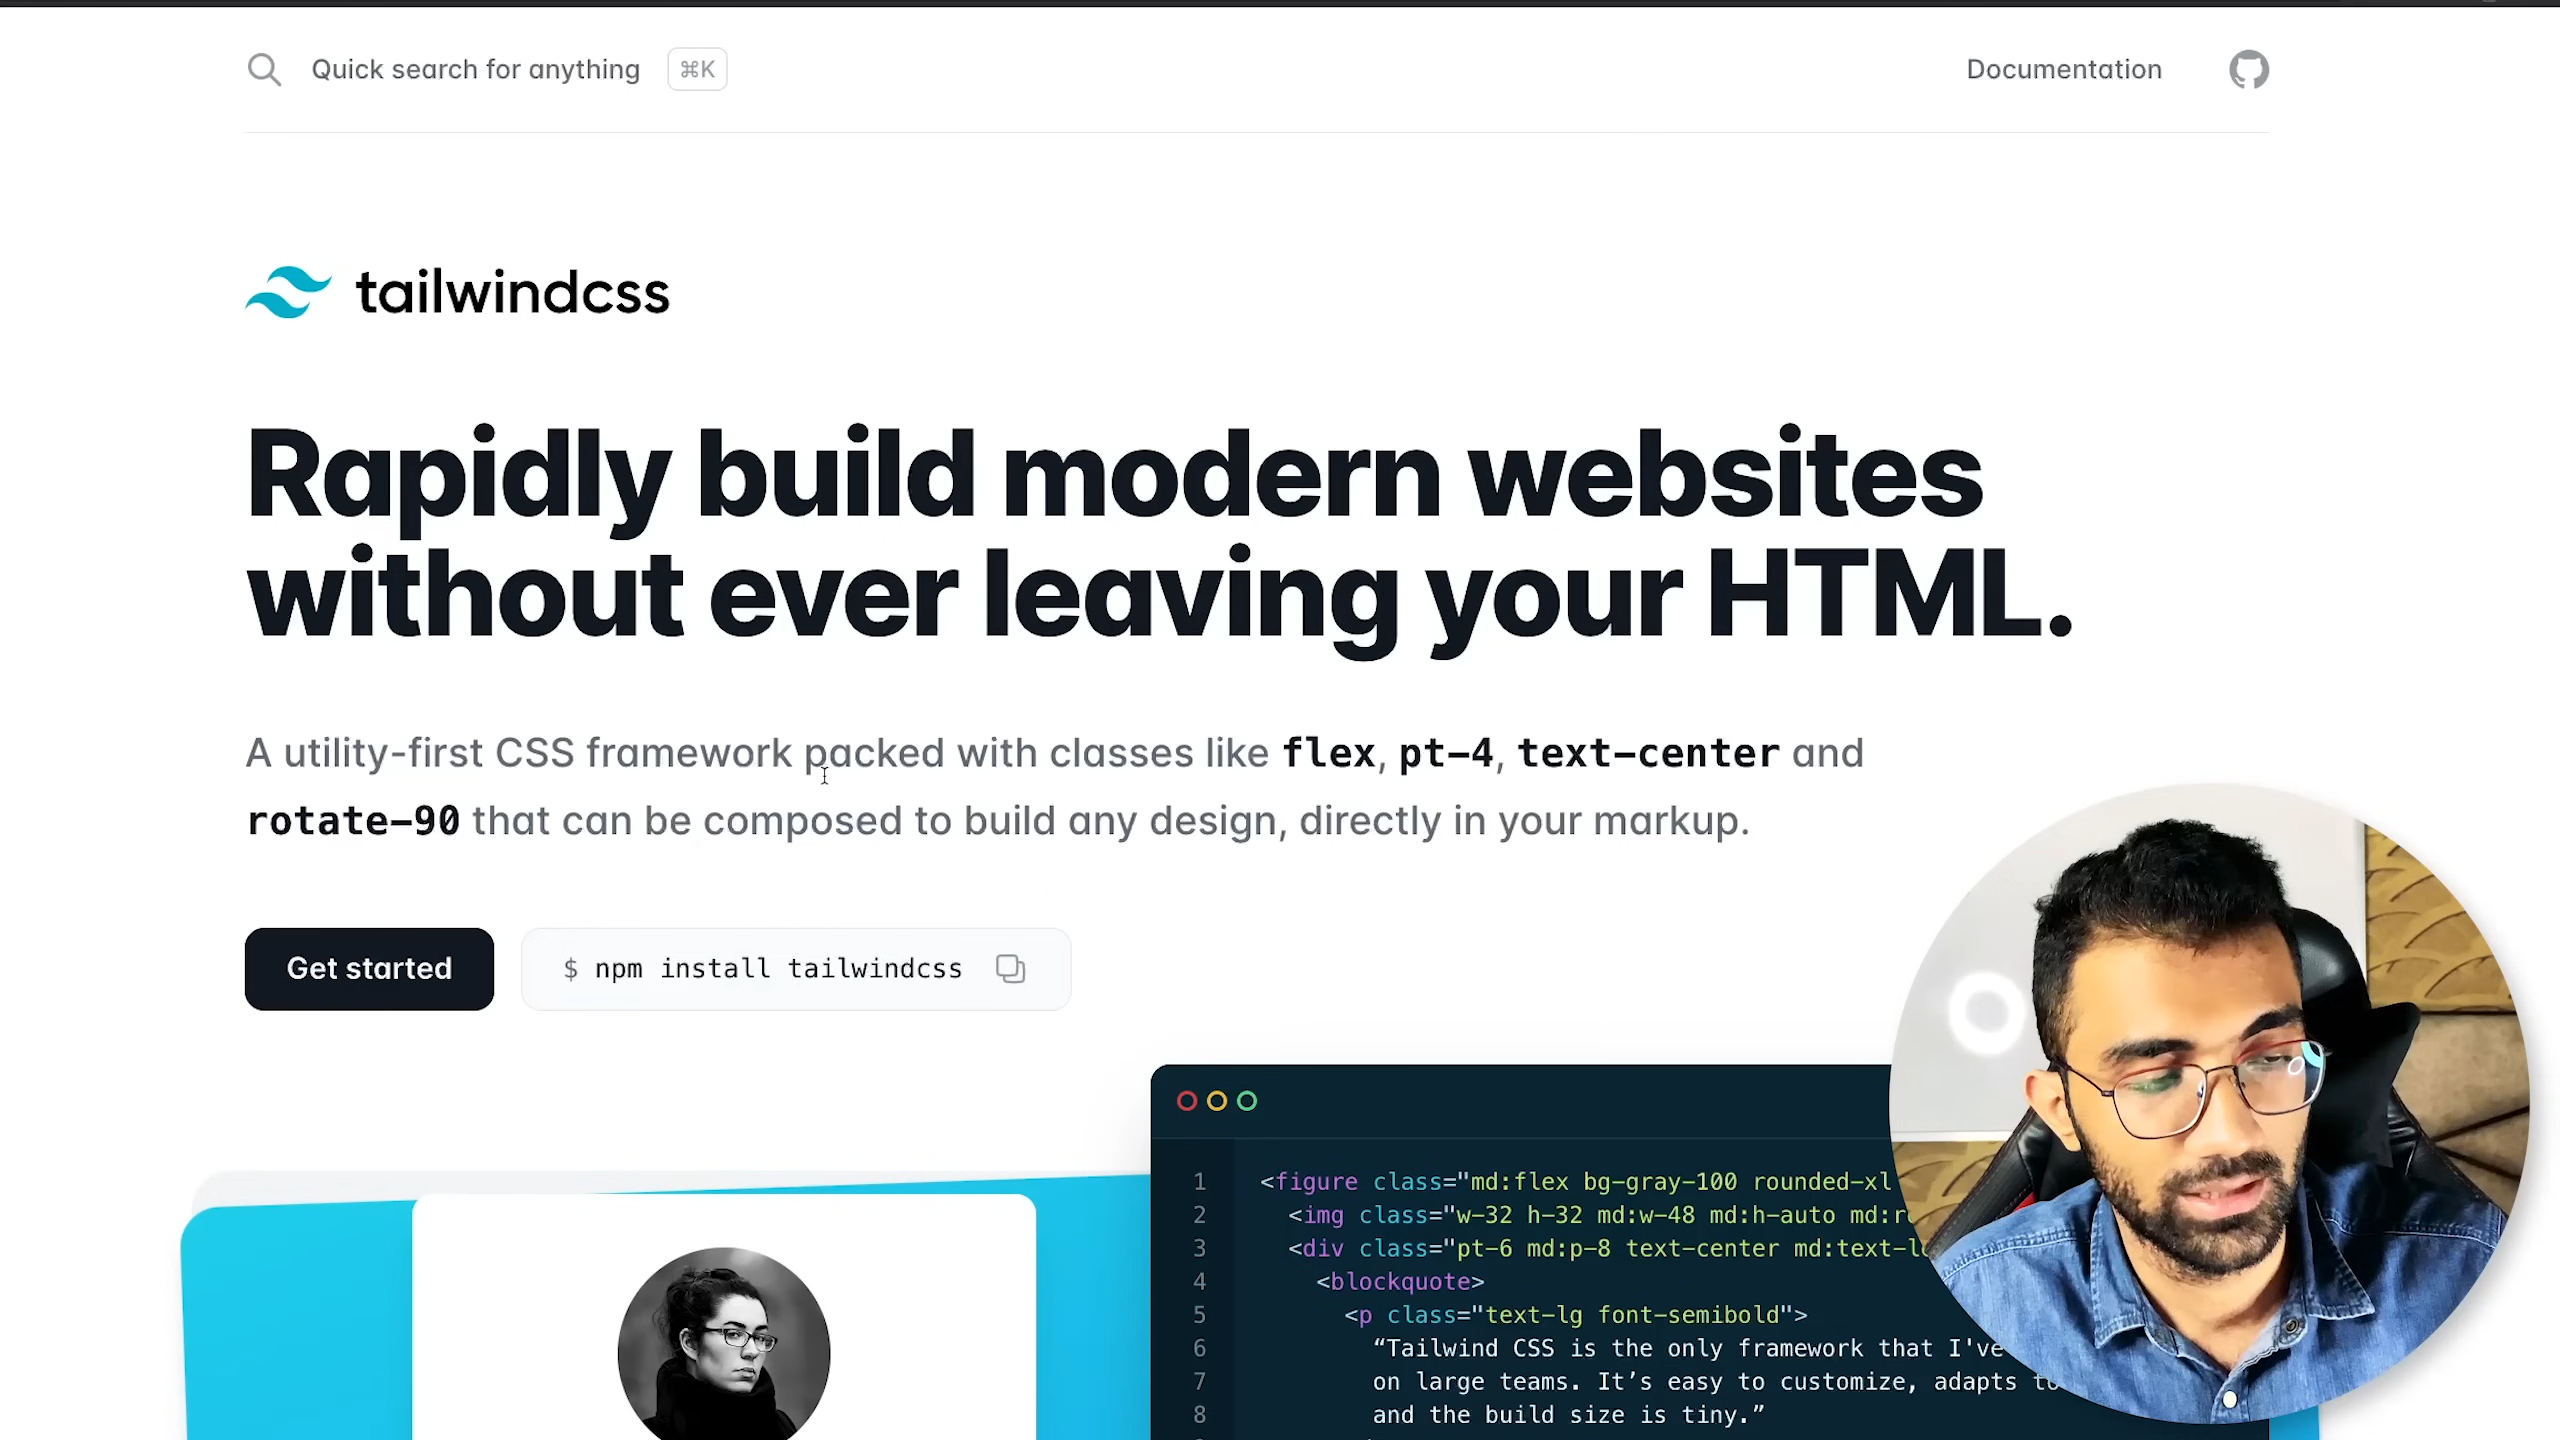 Quick search for anything ⌘K
Documentation
tailwindcss
Rapidly build modern websites
without ever leaving your HTML.
A utility-first CSS framework packed with classes like flex, pt-4, text-center and
rotate-90 that can be composed to build any design, directly in your markup.
Get started
$ npm install tailwindcss
1 <figure class="md:flex bg-gray-100 rounded-xl
2 <img class="w-32 h-32 md:w-48 md:h-auto
3 <div class="pt-6 md:p-8 text-center
4 <blockquote>
5 <p class="text-lg font-semibold">
6 “Tailwind CSS is the only framework that I've
7 on large teams. It’s easy to customize, adapts
8 and the build size is tiny.”